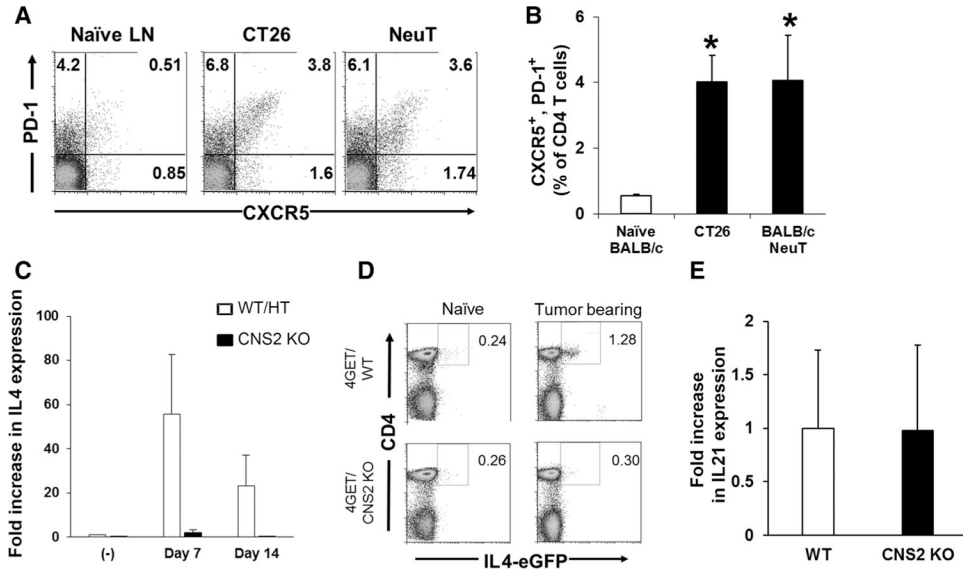 A
Naïve LN
CT26
NeuT
4.2
0.51
6.8
3.8
6.1
3.6
0.85
1.6
1.74
PD-1
CXCR5
B
CXCR5+, PD-1+
(% of CD4 T cells)
6
4
2
0
*
*
Naïve
BALB/c
CT26
BALB/c
NeuT
C
Fold increase in IL4 expression
100
80
60
40
20
0
WT/HT
CNS2 KO
(-)
Day 7
Day 14
D
Naïve
Tumor bearing
4GET/
WT
0.24
1.28
CD4
4GET/
CNS2 KO
0.26
0.30
IL4-eGFP
E
Fold increase
in IL21 expression
2
1.5
1
0.5
0
WT
CNS2 KO